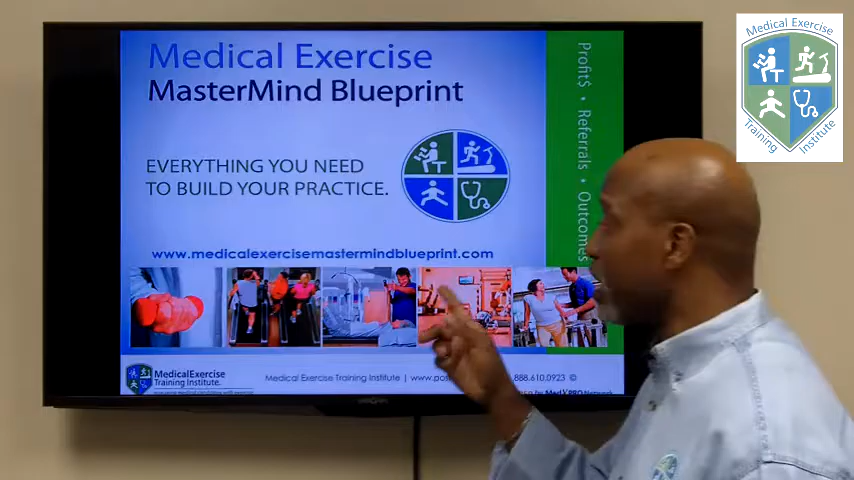 Medical Exercise
MasterMind Blueprint
EVERYTHING YOU NEED
TO BUILD YOUR PRACTICE.
www.medicalexercisemastermindblueprint.com
Profit$ • Referrals • Outcomes
MedicalExercise
Training Institute.
Medical Exercise Training Institute | www.pos
.888.610.0923 ©
Medical Exercise
Training Institute